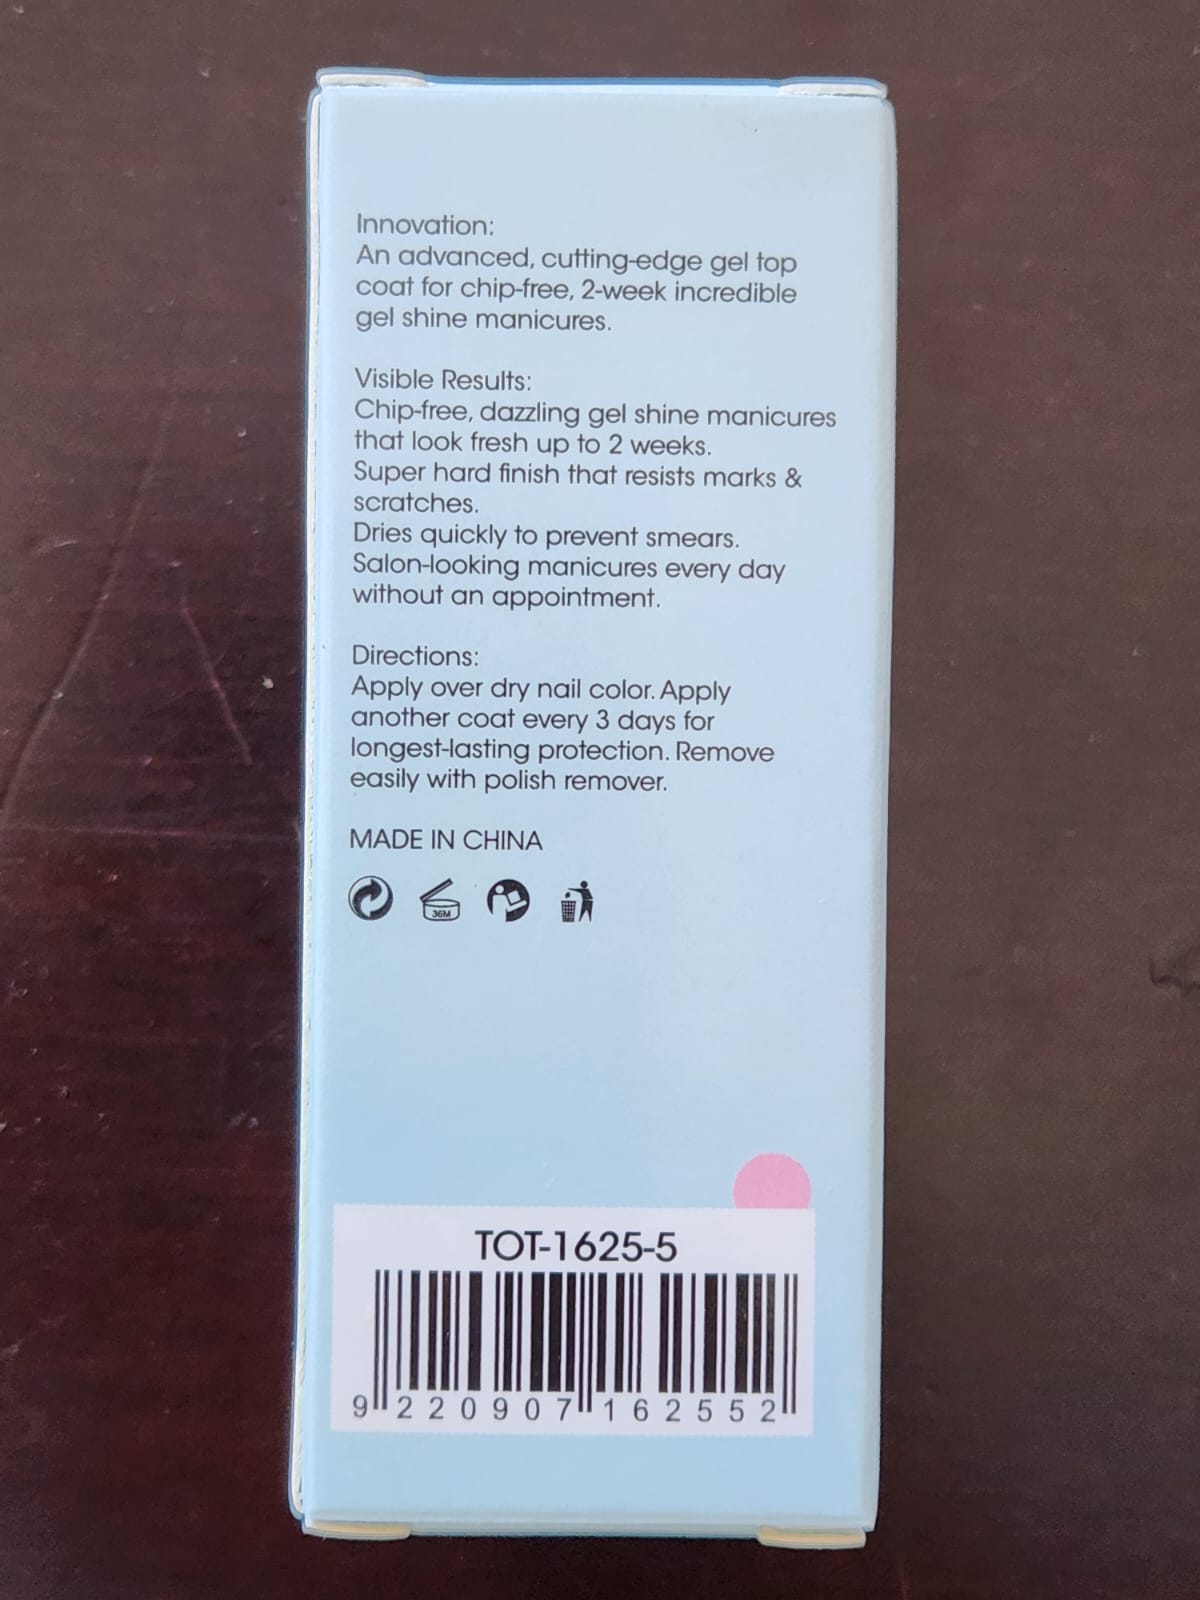 Innovation:
An advanced, cutting-edge gel top
coat for chip-free, 2-week incredible
gel shine manicures.
Visible Results:
Chip-free, dazzling gel shine manicures
that look fresh up to 2 weeks.
Super hard finish that resists marks &
scratches.
Dries quickly to prevent smears.
Salon-looking manicures every day
without an appointment.
Directions:
Apply over dry nail color. Apply
another coat every 3 days for
longest-lasting protection. Remove
easily with polish remover.
MADE IN CHINA
36M
TOT-1625-5
9 220907 162552